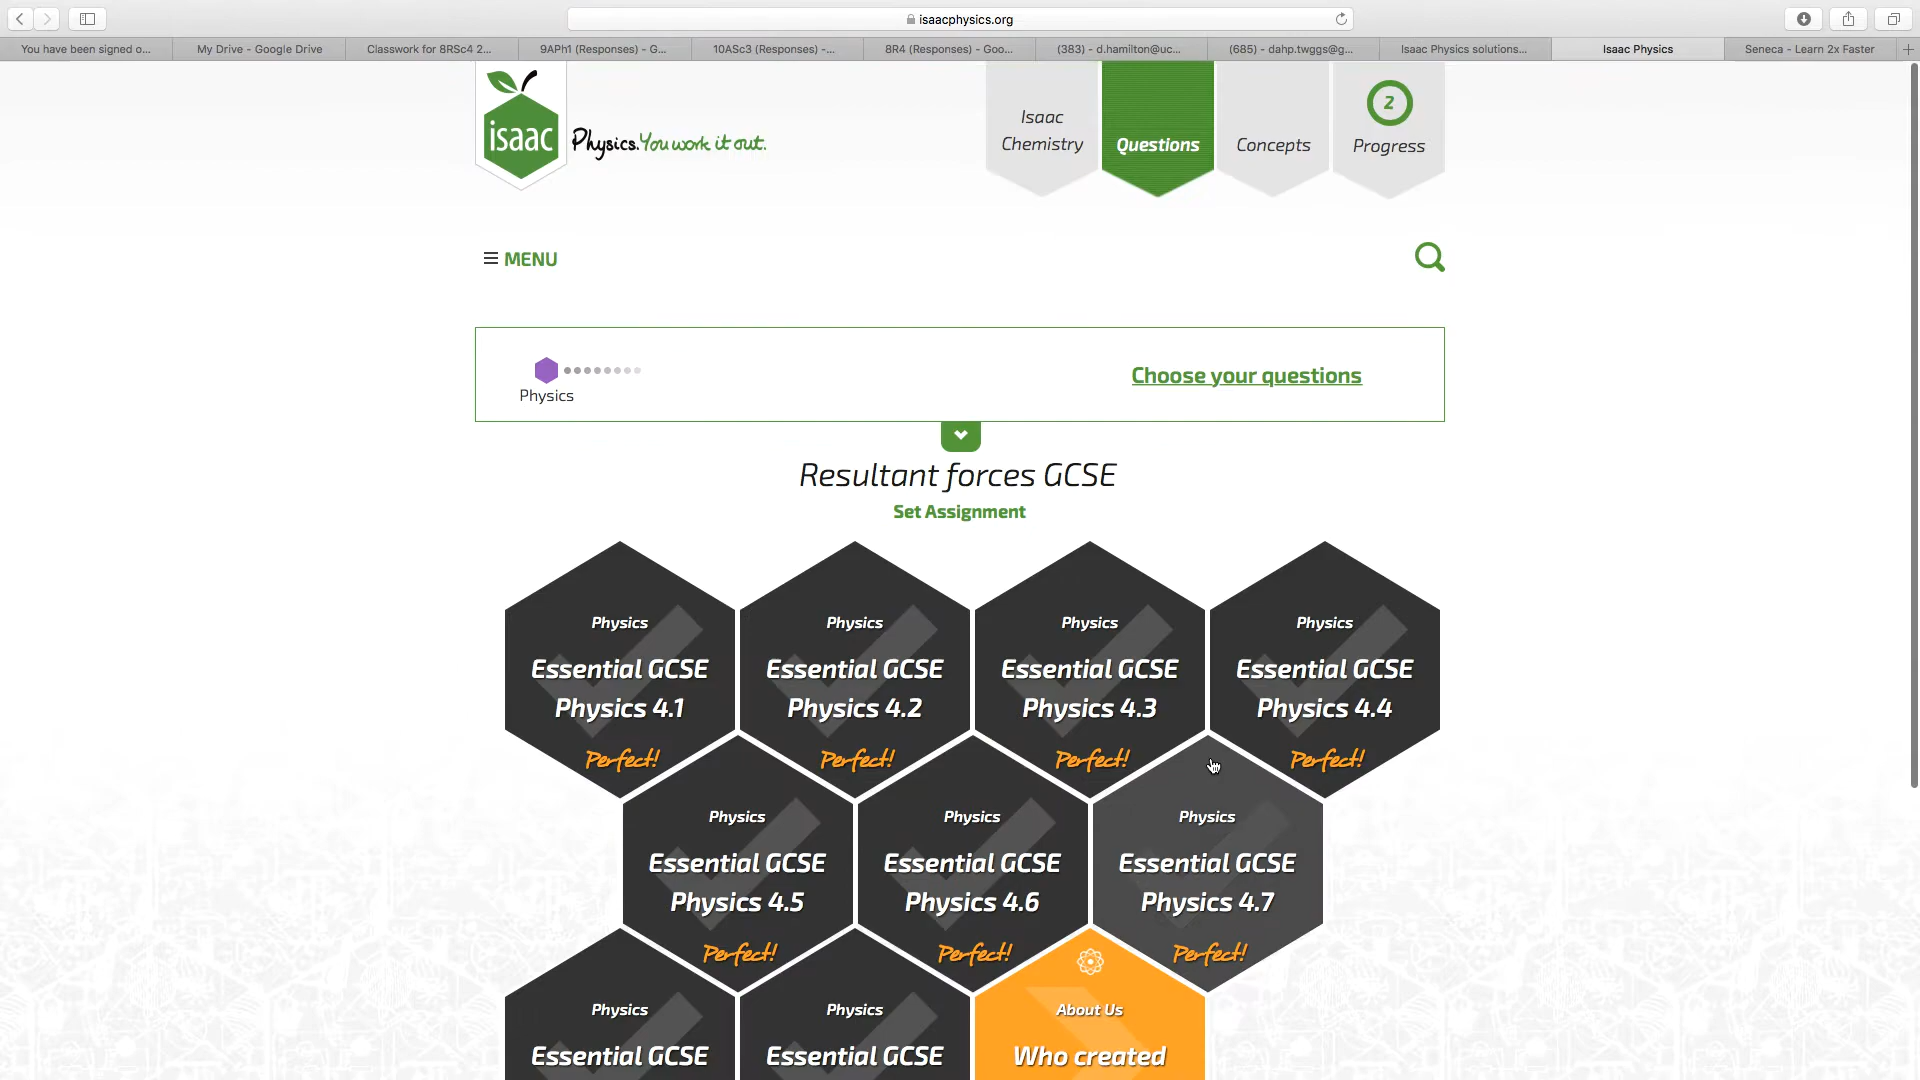 isaacphysics.org
You have been signed o...
My Drive - Google Drive
Classwork for 8RSc4 2...
9APh1 (Responses) - G...
10ASc3 (Responses) -...
8R4 (Responses) - Goo...
(383) - d.hamilton@uc...
(685) - dahp.twggs@g...
Isaac Physics solutions...
Isaac Physics
Seneca - Learn 2x Faster
isaac
Physics. You work it out.
Isaac
Chemistry
Questions
Concepts
2
Progress
MENU
Physics
Choose your questions
Resultant forces GCSE
Set Assignment
Physics
Essential GCSE
Physics 4.1
Perfect!
Physics
Essential GCSE
Physics 4.2
Perfect!
Physics
Essential GCSE
Physics 4.3
Perfect!
Physics
Essential GCSE
Physics 4.4
Perfect!
Physics
Essential GCSE
Physics 4.5
Perfect!
Physics
Essential GCSE
Physics 4.6
Perfect!
Physics
Essential GCSE
Physics 4.7
Perfect!
Physics
Essential GCSE
Physics
Essential GCSE
About Us
Who created